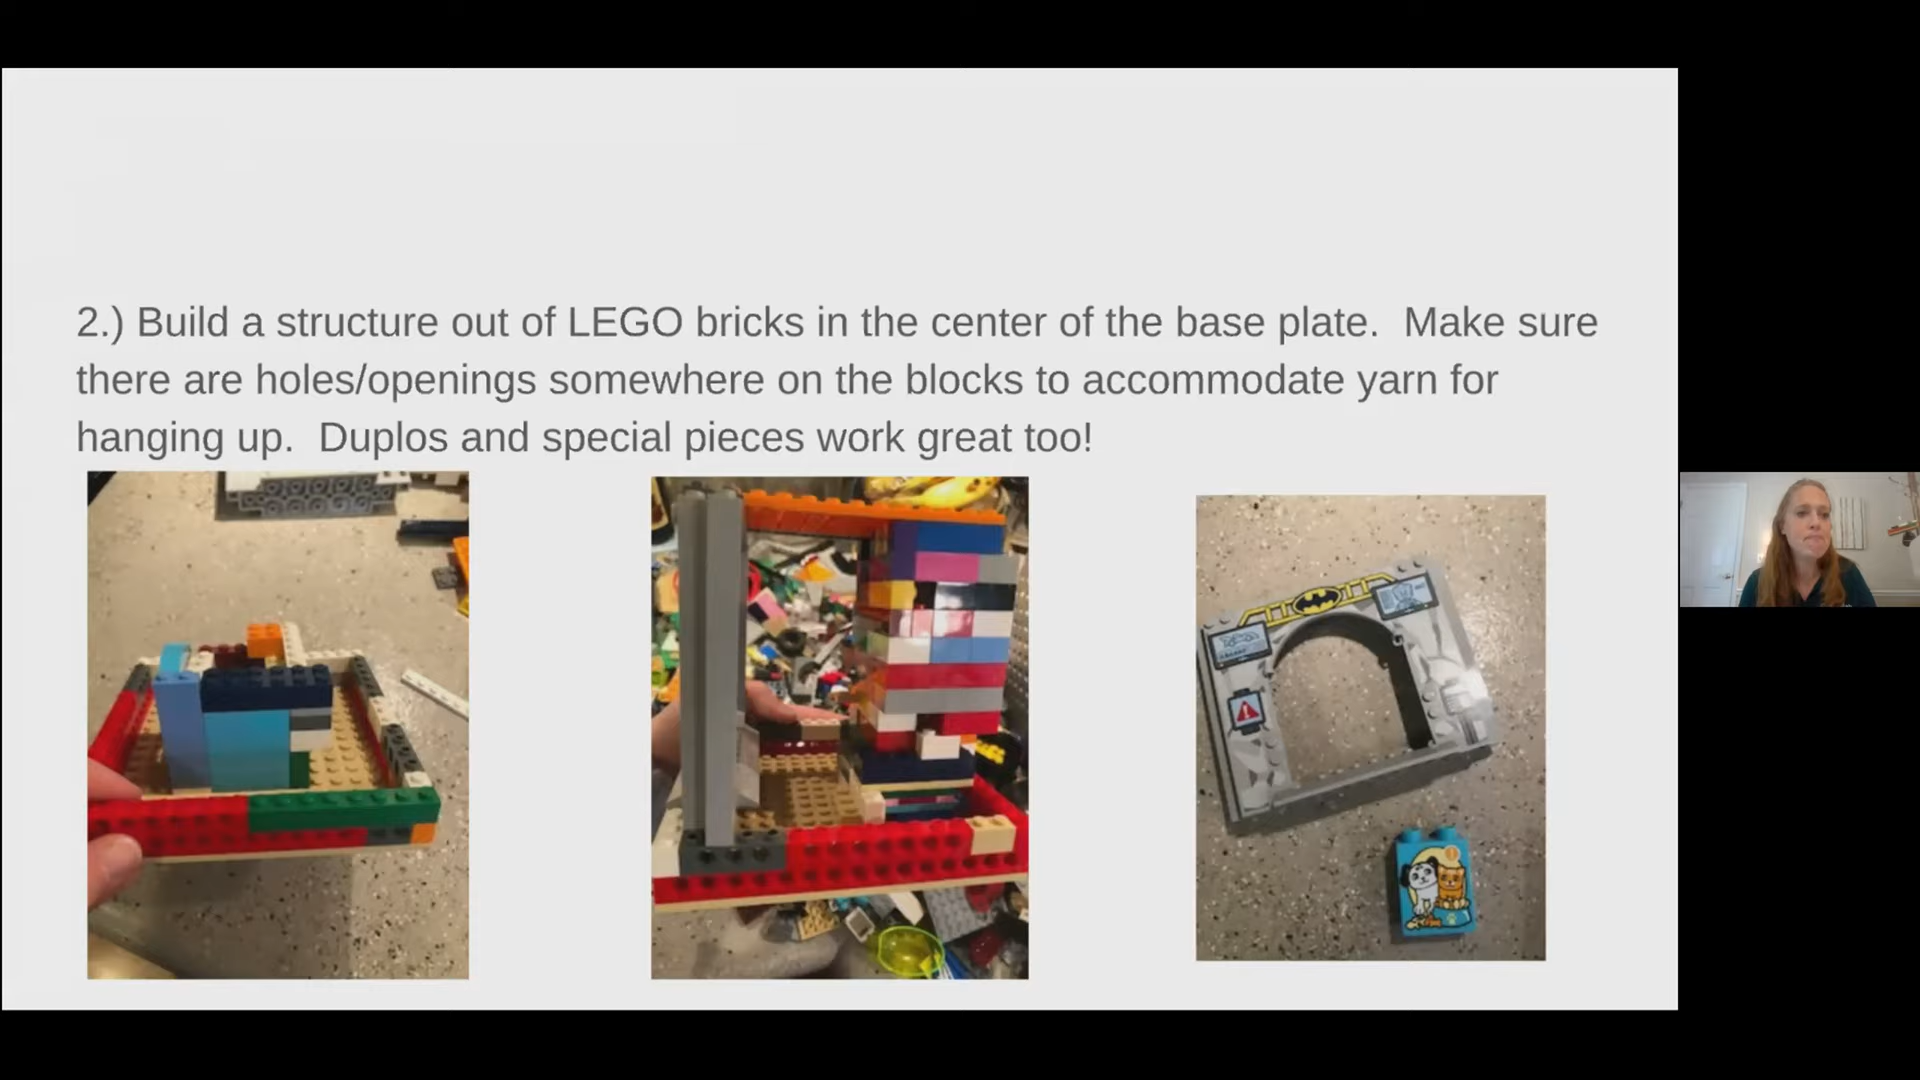 2.) Build a structure out of LEGO bricks in the center of the base plate.  Make sure
there are holes/openings somewhere on the blocks to accommodate yarn for
hanging up.  Duplos and special pieces work great too!